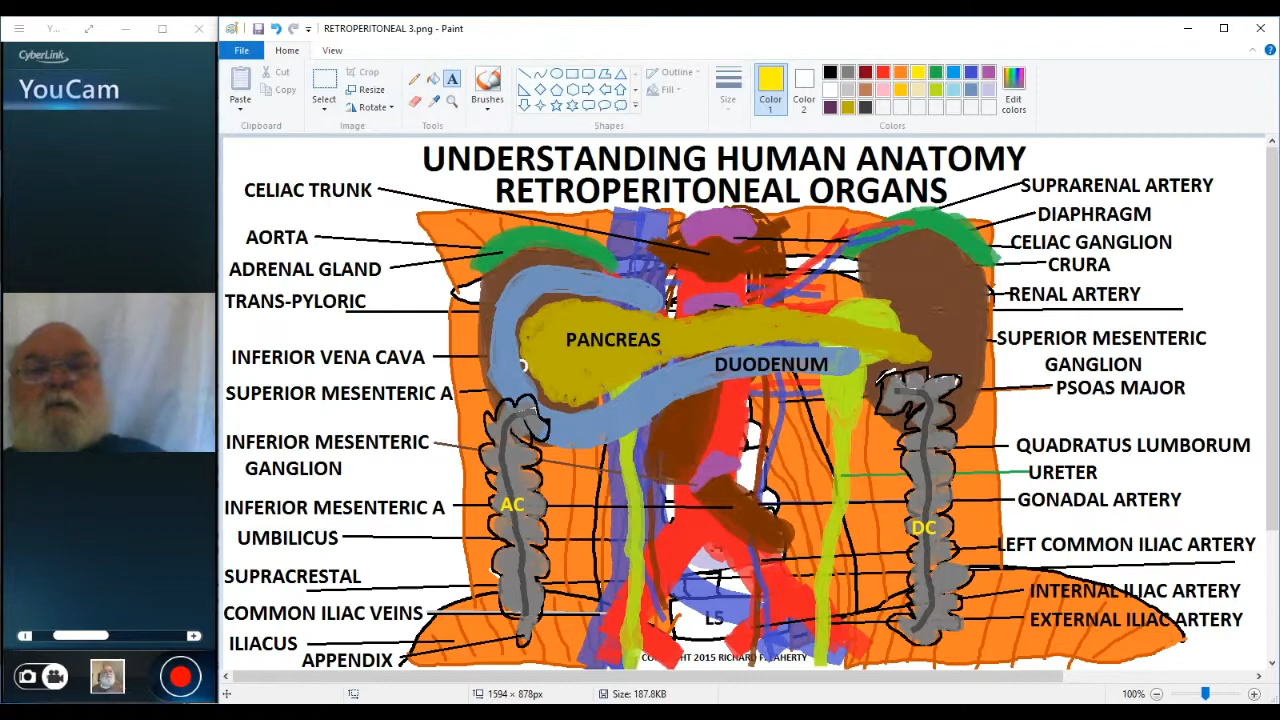 Y...
CyberLink
YouCam
RETROPERITONEAL 3.png - Paint
File
Home
View
Paste
Cut
Copy
Clipboard
Select
Crop
Resize
Rotate
Image
Tools
Brushes
Shapes
Outline
Fill
Size
Color
1
Color
2
Edit
colors
Colors
UNDERSTANDING HUMAN ANATOMY
RETROPERITONEAL ORGANS
CELIAC TRUNK
AORTA
ADRENAL GLAND
TRANS-PYLORIC
INFERIOR VENA CAVA
SUPERIOR MESENTERIC A
INFERIOR MESENTERIC
GANGLION
INFERIOR MESENTERIC A
UMBILICUS
SUPRACRESTAL
COMMON ILIAC VEINS
ILIACUS
APPENDIX
PANCREAS
DUODENUM
AC
DC
L5
SUPRARENAL ARTERY
DIAPHRAGM
CELIAC GANGLION
CRURA
RENAL ARTERY
SUPERIOR MESENTERIC
GANGLION
PSOAS MAJOR
QUADRATUS LUMBORUM
URETER
GONADAL ARTERY
LEFT COMMON ILIAC ARTERY
INTERNAL ILIAC ARTERY
EXTERNAL ILIAC ARTERY
2015 RICHARD
1594 × 878px
Size: 187.8KB
100%